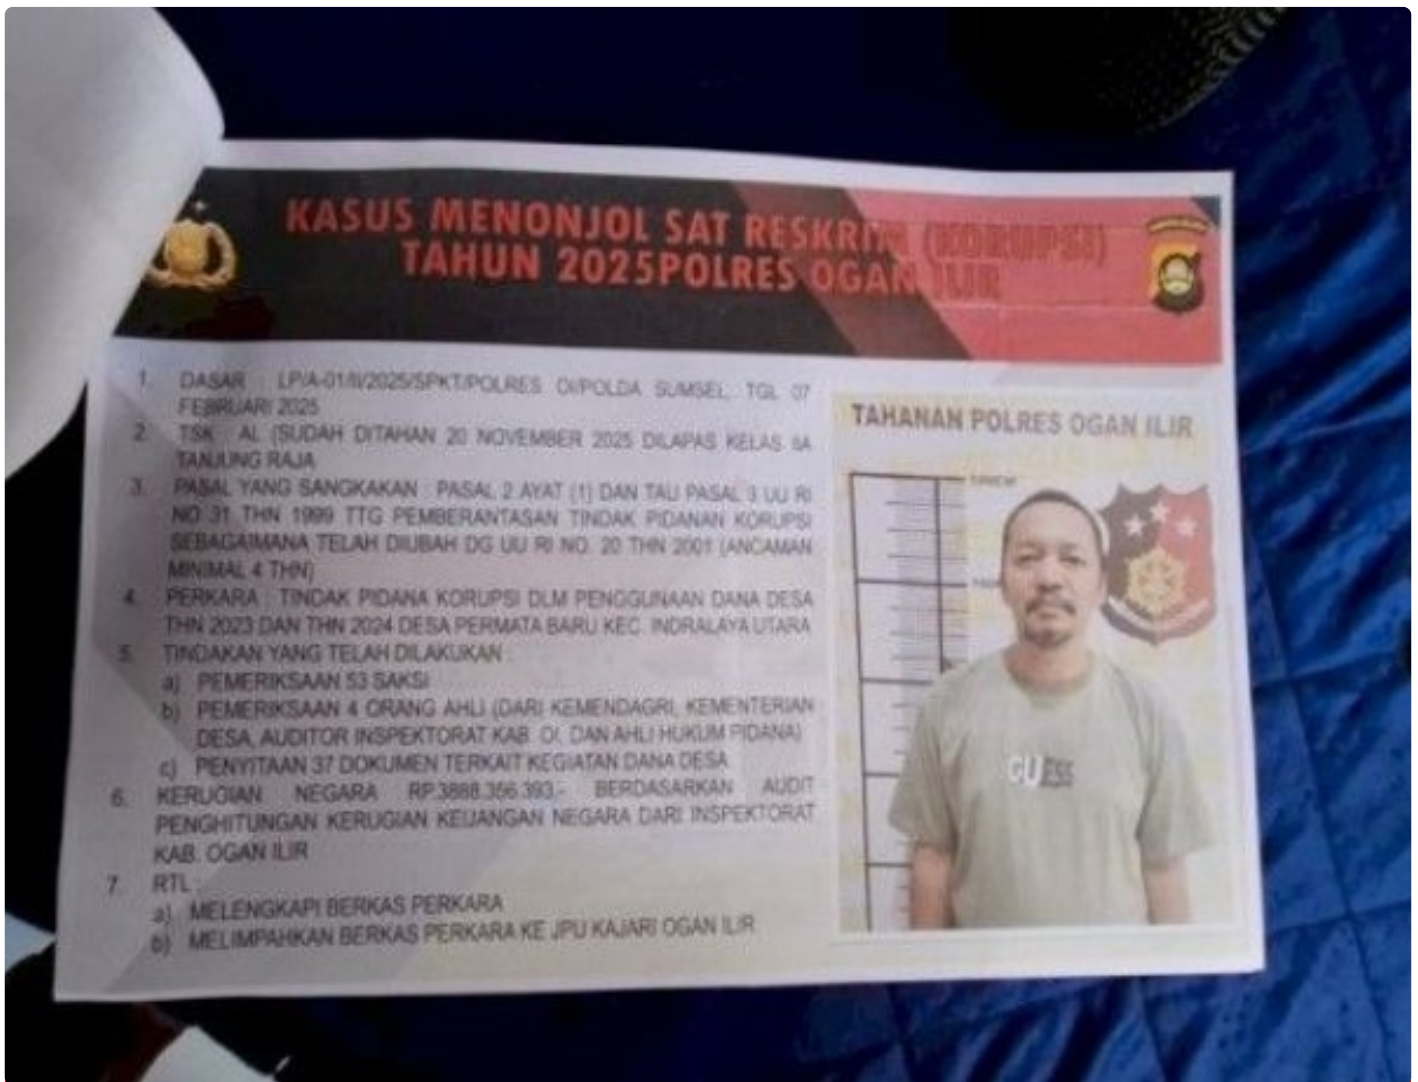 KASUS MENONJOL SAT RESKRIM (KORUPSI)
TAHUN 2025POLRES OGAN ILIR
1. DASAR : LP/A-01/II/2025/SPKT/POLRES OI/POLDA SUMSEL, TGL 07
FEBRUARI 2025
2. TSK : AL (SUDAH DITAHAN 20 NOVEMBER 2025 DILAPAS KELAS IIA
TANJUNG RAJA
3. PASAL YANG SANGKAKAN : PASAL 2 AYAT (1) DAN TAU PASAL 3 UU RI
NO 31 THN 1999 TTG PEMBERANTASAN TINDAK PIDANAN KORUPSI
SEBAGAIMANA TELAH DIUBAH DG UU RI NO. 20 THN 2001 (ANCAMAN
MINIMAL 4 THN)
4. PERKARA : TINDAK PIDANA KORUPSI DLM PENGGUNAAN DANA DESA
THN 2023 DAN THN 2024 DESA PERMATA BARU KEC. INDRALAYA UTARA
5. TINDAKAN YANG TELAH DILAKUKAN :
a) PEMERIKSAAN 53 SAKSI
b) PEMERIKSAAN 4 ORANG AHLI (DARI KEMENDAGRI, KEMENTERIAN
DESA, AUDITOR INSPEKTORAT KAB. OI, DAN AHLI HUKUM PIDANA)
c) PENYITAAN 37 DOKUMEN TERKAIT KEGIATAN DANA DESA
6. KERUGIAN NEGARA RP.3888.356.393,- BERDASARKAN AUDIT
PENGHITUNGAN KERUGIAN KEUANGAN NEGARA DARI INSPEKTORAT
KAB. OGAN ILIR
7. RTL :
a) MELENGKAPI BERKAS PERKARA
b) MELIMPAHKAN BERKAS PERKARA KE JPU KAJARI OGAN ILIR
TAHANAN POLRES OGAN ILIR
GUESS